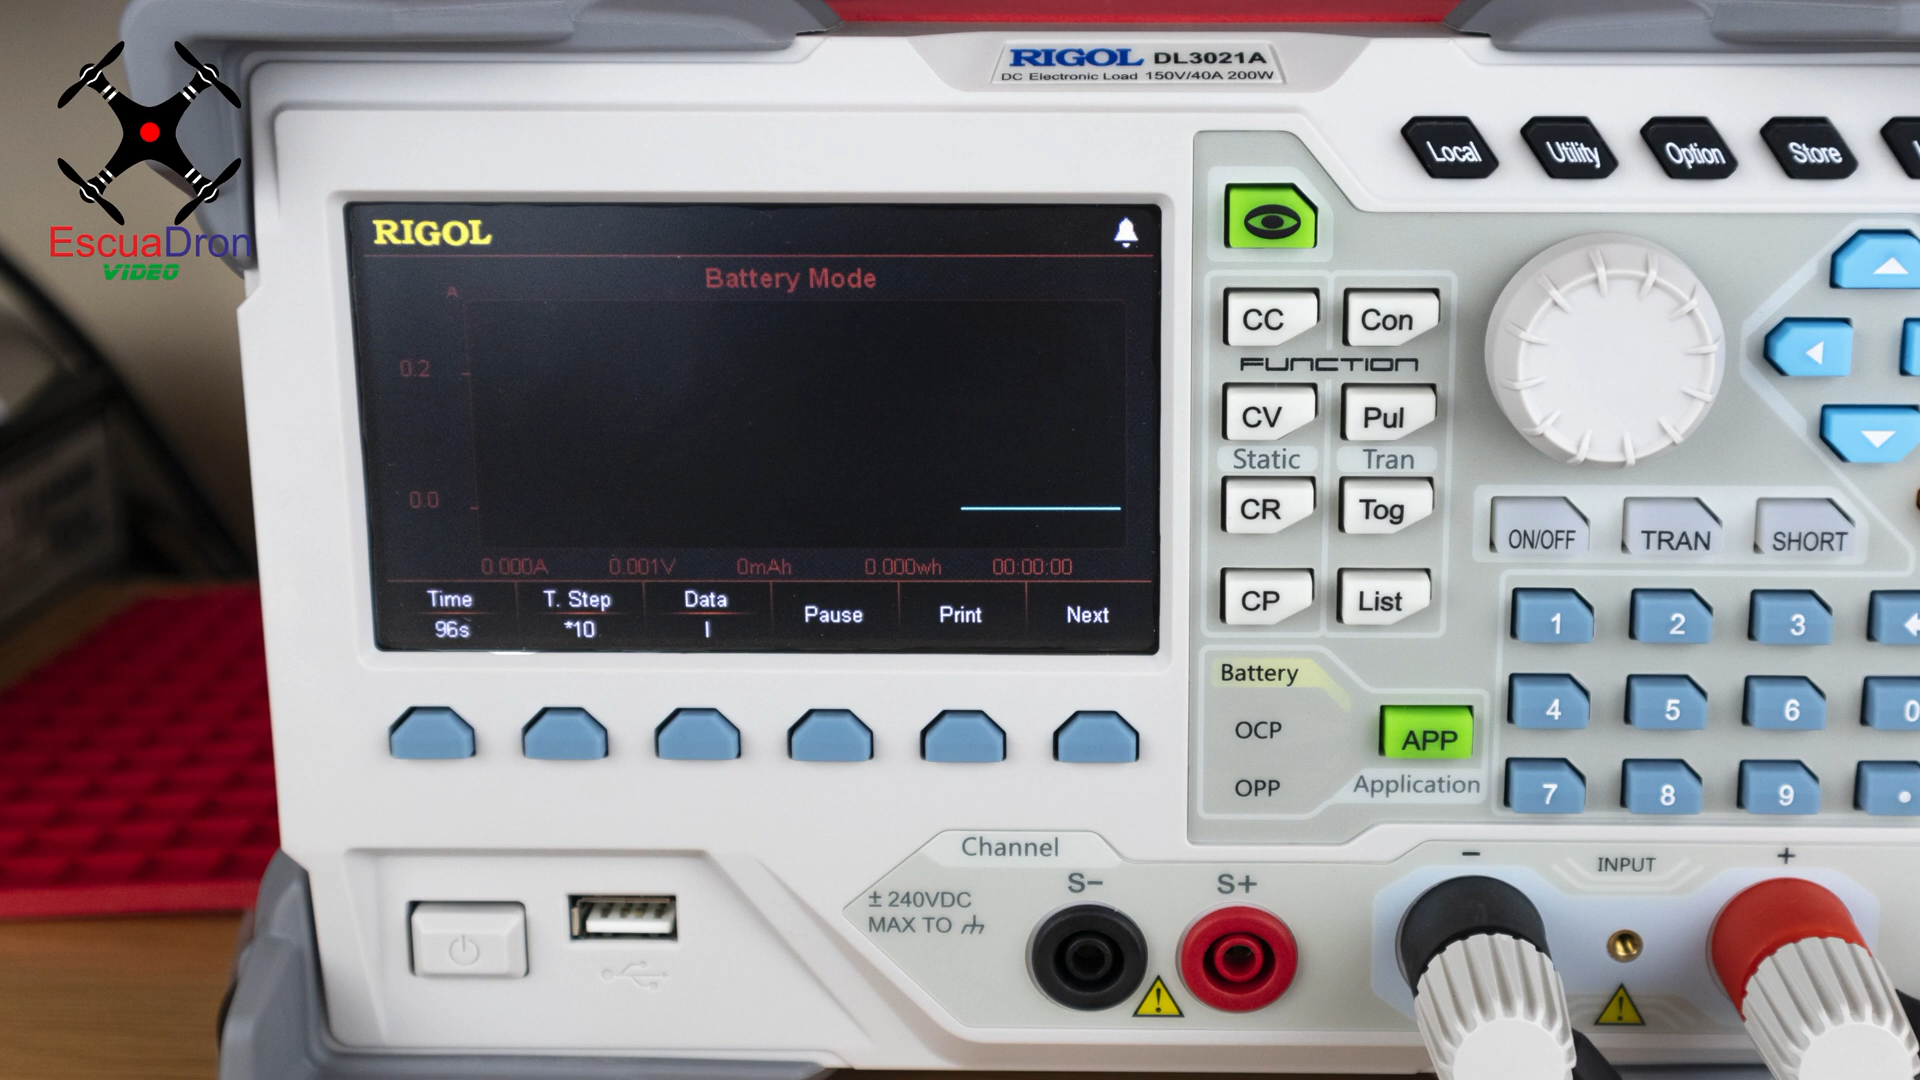 EscuaDron
VIDEO
RIGOL DL3021A
DC Electronic Load 150V/40A 200W
Local
Utility
Option
Store
RIGOL
Battery Mode
A
0.2
0.0
0.000A 0.001V 0mAh 0.000wh 00:00:00
Time T. Step Data Pause Print Next
96s *10 I
CC Con
FUNCTION
CV Pul
Static Tran
CR Tog
CP List
ON/OFF TRAN SHORT
1 2 3
4 5 6 0
7 8 9 •
Battery
OCP
OPP
APP
Application
Channel
S− S+
± 240VDC
MAX TO
− INPUT +